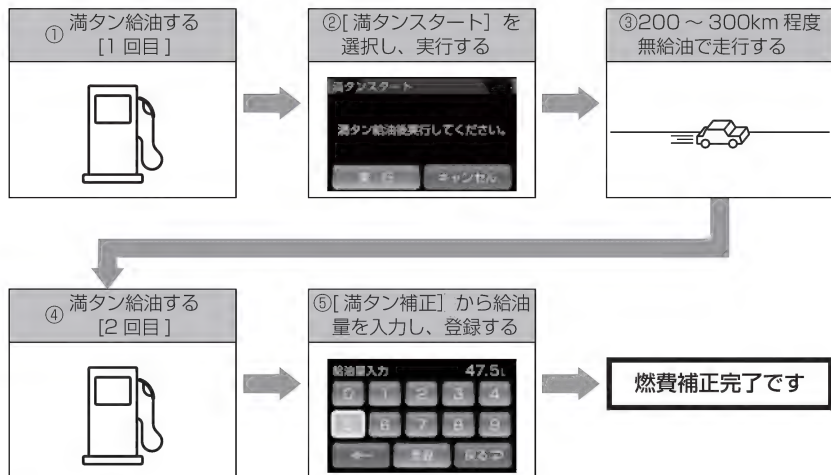 ① 満タン給油する
[1 回目]
②[ 満タンスタート] を
選択し、実行する
満タンスタート
満タン給油後実行してください。
実 行
キャンセル
③200 ~ 300km 程度
無給油で走行する
④ 満タン給油する
[2 回目]
⑤[ 満タン補正] から給油
量を入力し、登録する
給油量入力 47.5L
0 1 2 3 4
5 6 7 8 9
← 登録 戻る
燃費補正完了です